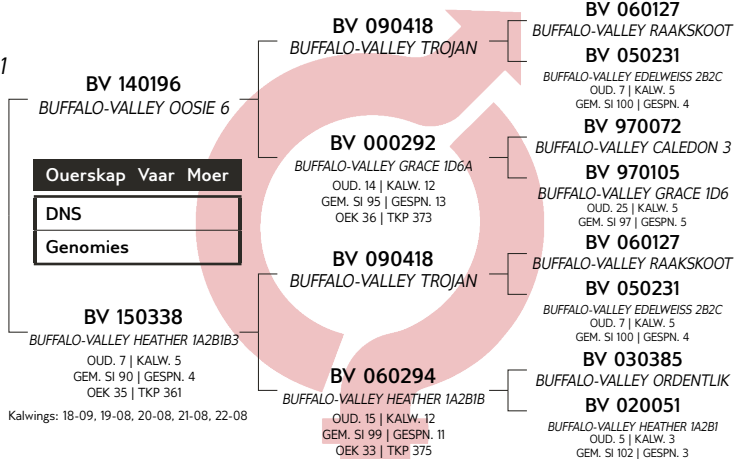 1
BV 140196
BUFFALO-VALLEY OOSIE 6
Ouerskap Vaar Moer
DNS
Genomies
BV 150338
BUFFALO-VALLEY HEATHER 1A2B1B3
OUD. 7 | KALW. 5
GEM. SI 90 | GESPN. 4
OEK 35 | TKP 361
Kalwings: 18-09, 19-08, 20-08, 21-08, 22-08
BV 090418
BUFFALO-VALLEY TROJAN
BV 000292
BUFFALO-VALLEY GRACE 1D6A
OUD. 14 | KALW. 12
GEM. SI 95 | GESPN. 13
OEK 36 | TKP 373
BV 090418
BUFFALO-VALLEY TROJAN
BV 060294
BUFFALO-VALLEY HEATHER 1A2B1B
OUD. 15 | KALW. 12
GEM. SI 99 | GESPN. 11
OEK 33 | TKP 375
BV 060127
BUFFALO-VALLEY RAAKSKOOT
BV 050231
BUFFALO-VALLEY EDELWEISS 2B2C
OUD. 7 | KALW. 5
GEM. SI 100 | GESPN. 4
BV 970072
BUFFALO-VALLEY CALEDON 3
BV 970105
BUFFALO-VALLEY GRACE 1D6
OUD. 25 | KALW. 5
GEM. SI 97 | GESPN. 5
BV 060127
BUFFALO-VALLEY RAAKSKOOT
BV 050231
BUFFALO-VALLEY EDELWEISS 2B2C
OUD. 7 | KALW. 5
GEM. SI 100 | GESPN. 4
BV 030385
BUFFALO-VALLEY ORDENTLIK
BV 020051
BUFFALO-VALLEY HEATHER 1A2B1
OUD. 5 | KALW. 3
GEM. SI 102 | GESPN. 3